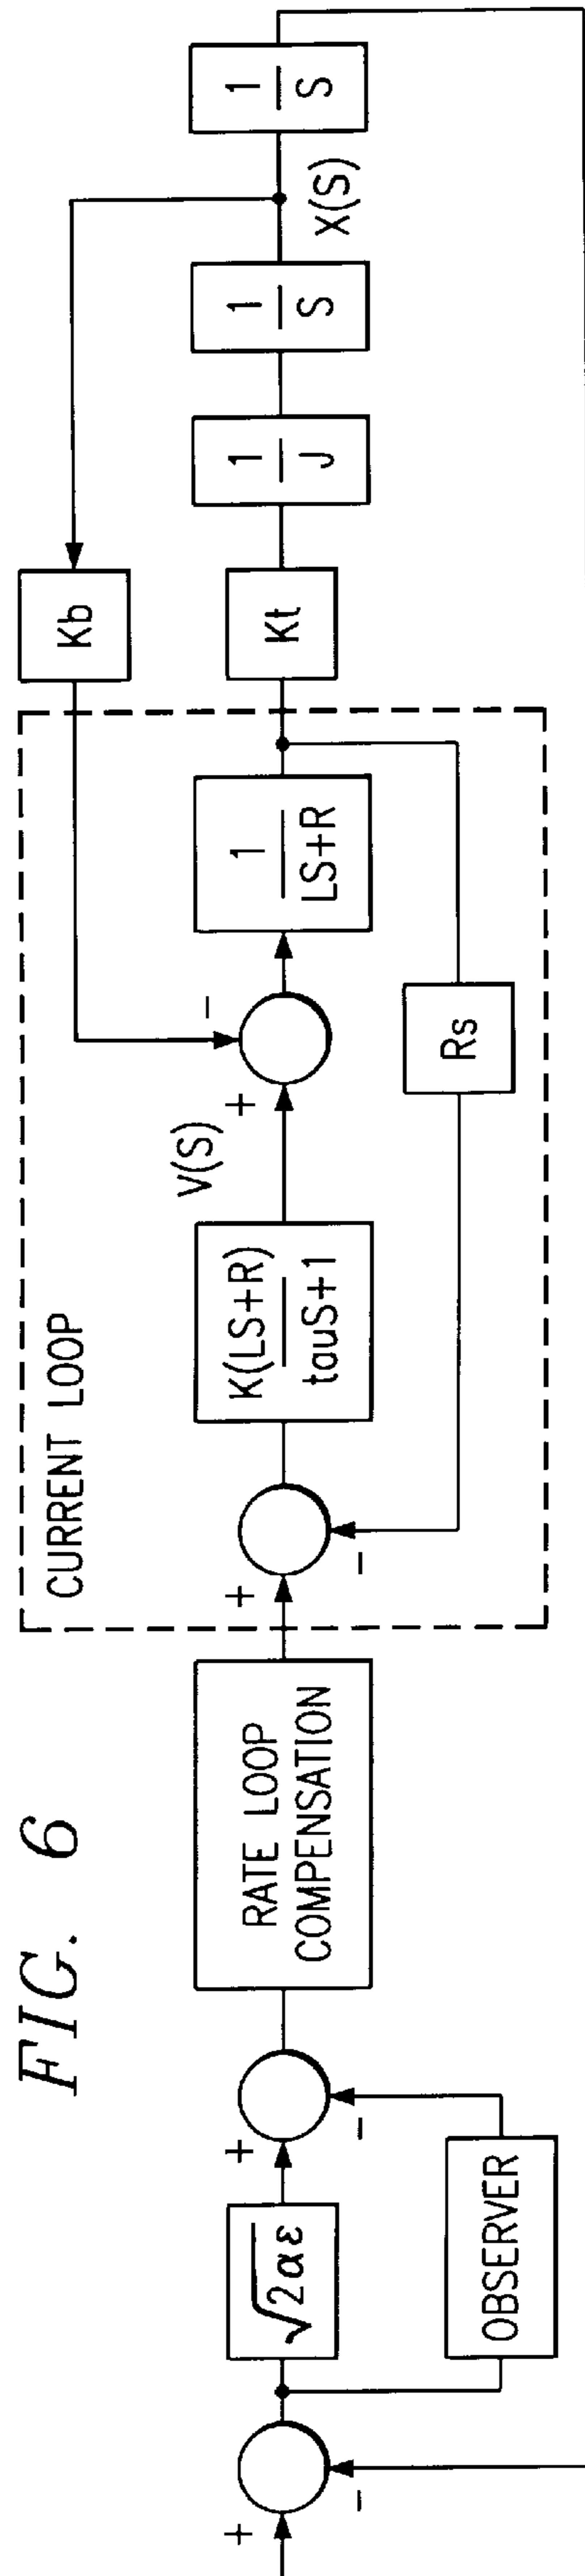 FIG. 6
+
-
√2αε
OBSERVER
+
-
RATE LOOP
COMPENSATION
CURRENT LOOP
+
-
K(LS+R)
tauS+1
V(S)
+
-
1
LS+R
Rs
Kb
Kt
1
J
1
S
X(S)
1
S